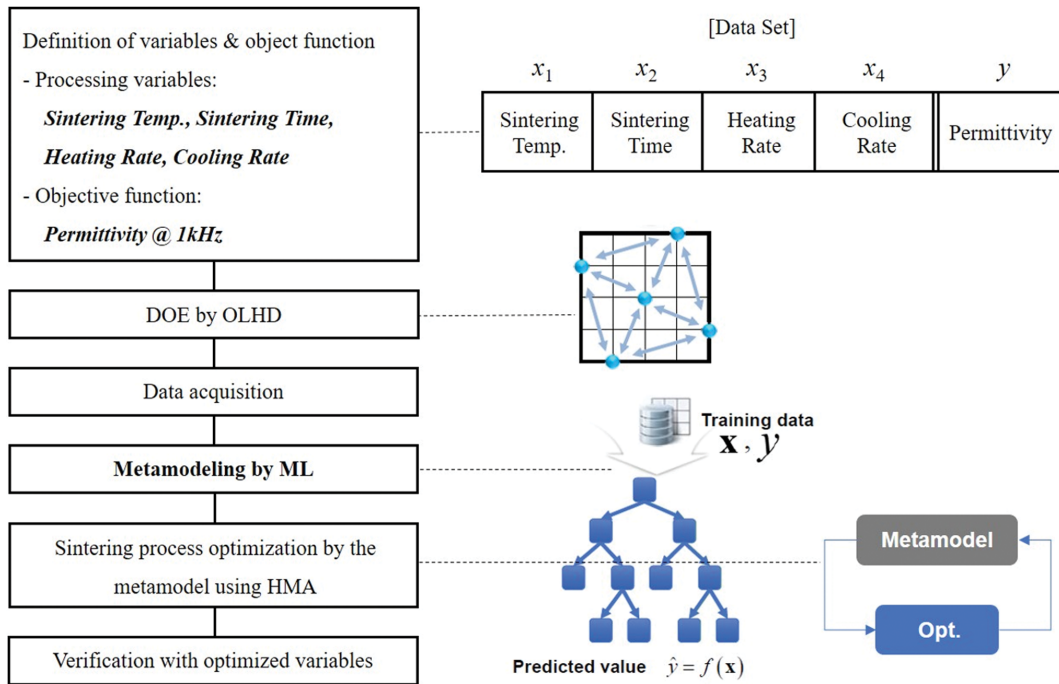 Definition of variables & object function
- Processing variables:
Sintering Temp., Sintering Time,
Heating Rate, Cooling Rate
- Objective function:
Permittivity @ 1kHz
DOE by OLHD
Data acquisition
Metamodeling by ML
Sintering process optimization by the
metamodel using HMA
Verification with optimized variables
[Data Set]
x₁ x₂ x₃ x₄ y
Sintering Temp. Sintering Time Heating Rate Cooling Rate Permittivity
Training data
x , y
Predicted value ŷ = f(x)
Metamodel
Opt.